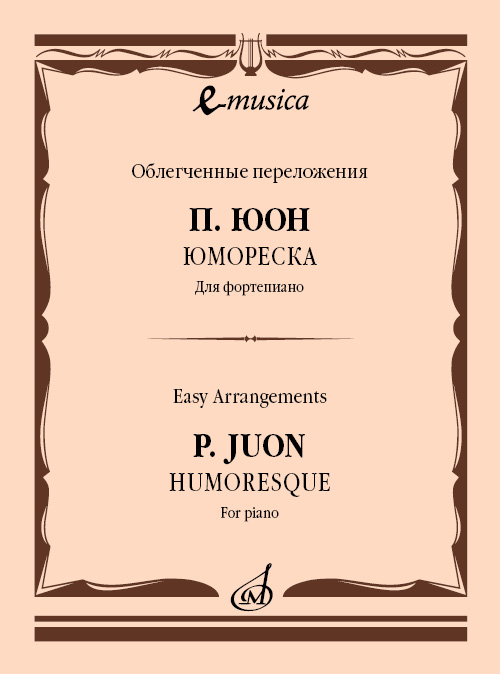 e-musica
Облегченные переложения
П. ЮОН
ЮМОРЕСКА
Для фортепиано
Easy Arrangements
P. JUON
HUMORESQUE
For piano